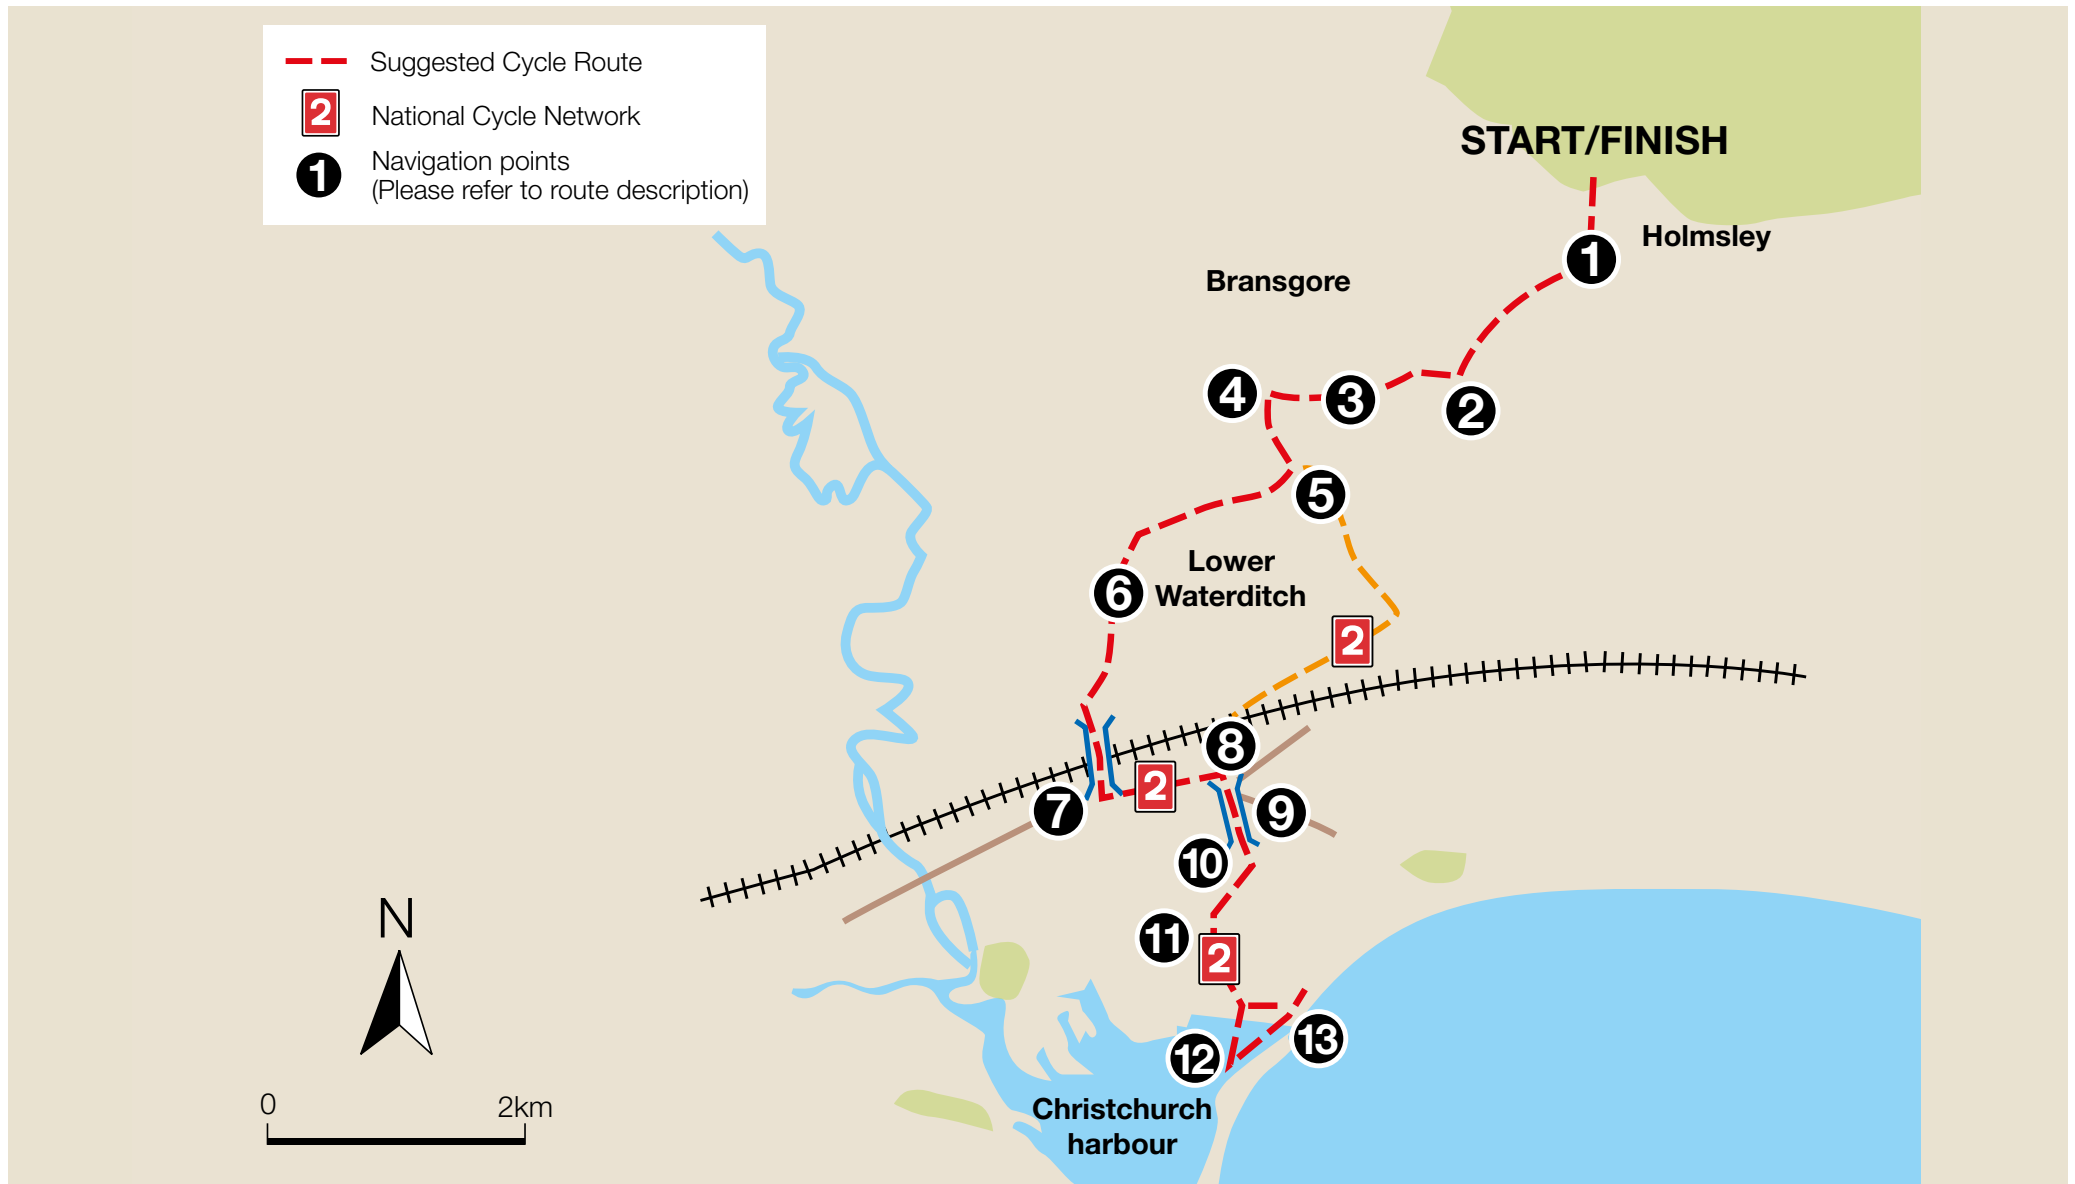 Suggested Cycle Route
2
National Cycle Network
1
Navigation points
(Please refer to route description)
START/FINISH
Holmsley
1
Bransgore
4
3
2
5
Lower
Waterditch
6
2
8
2
7
9
10
11
2
N
13
12
0
2km
Christchurch
harbour